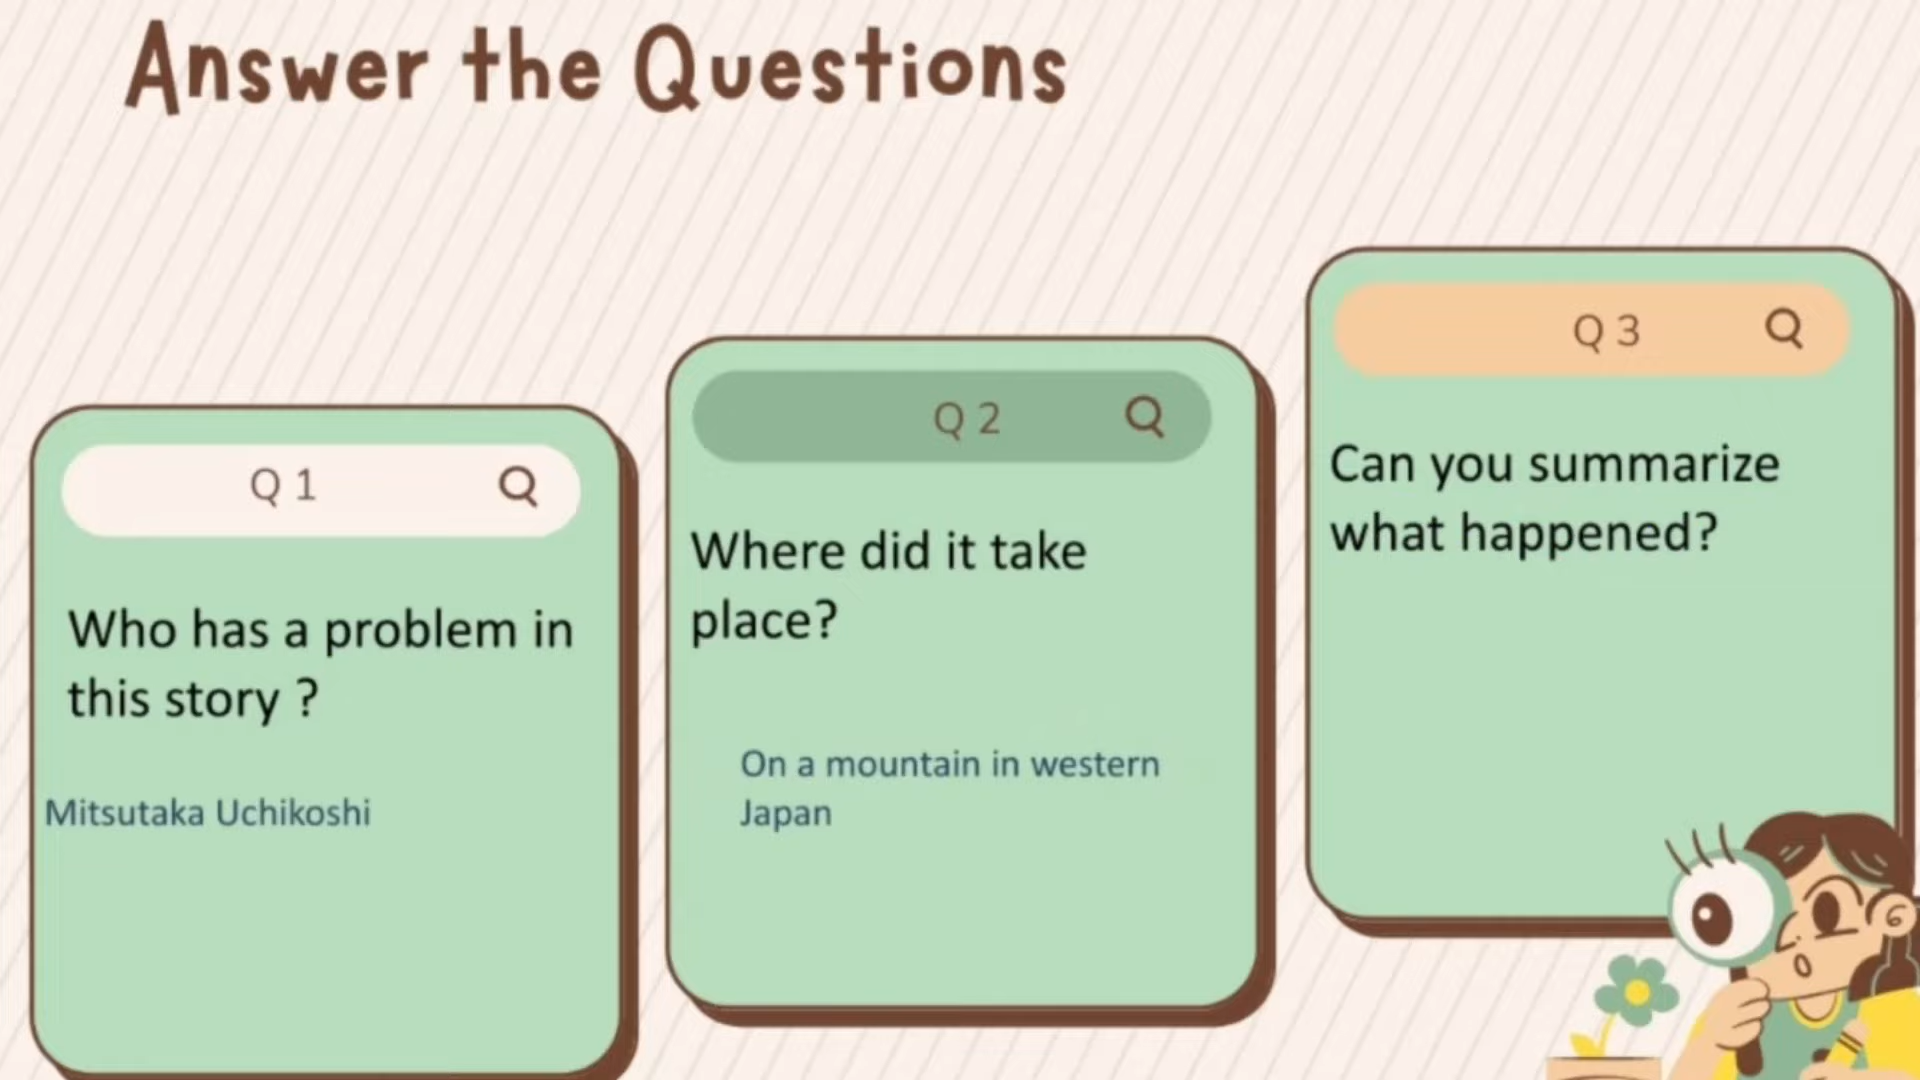 Answer the Questions
Q 1
Who has a problem in
this story ?
Mitsutaka Uchikoshi
Q 2
Where did it take
place?
On a mountain in western
Japan
Q 3
Can you summarize
what happened?